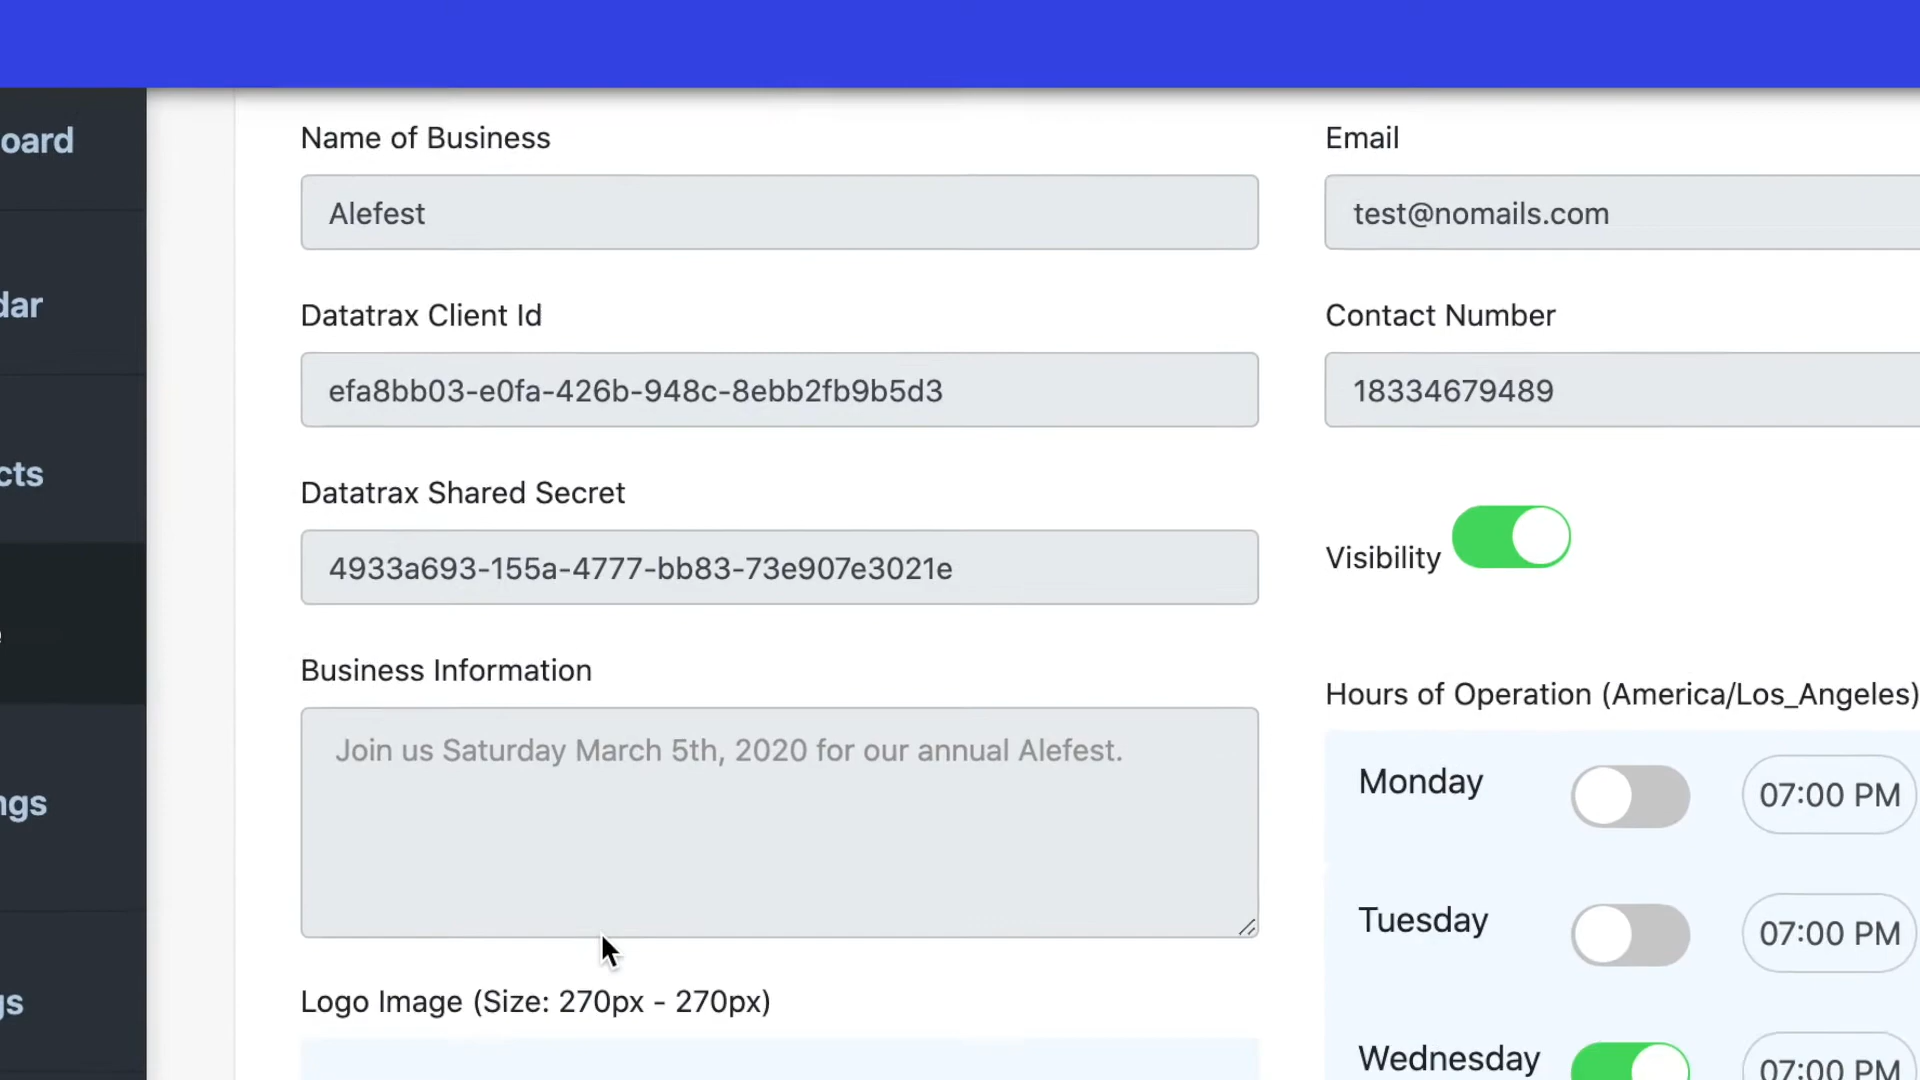 oard
dar
cts
e
ngs
gs
Name of Business
Alefest
Datatrax Client Id
efa8bb03-e0fa-426b-948c-8ebb2fb9b5d3
Datatrax Shared Secret
4933a693-155a-4777-bb83-73e907e3021e
Business Information
Join us Saturday March 5th, 2020 for our annual Alefest.
Logo Image (Size: 270px - 270px)
Email
test@nomails.com
Contact Number
18334679489
Visibility
Hours of Operation (America/Los_Angeles)
Monday 07:00 PM
Tuesday 07:00 PM
Wednesday 07:00 PM